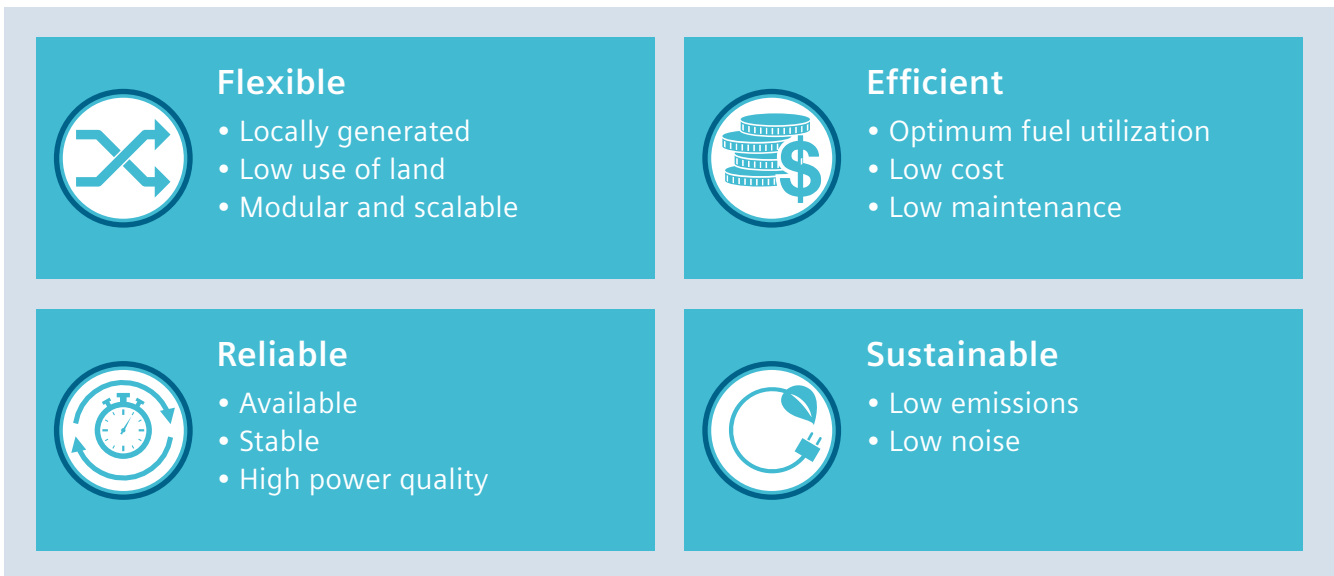 Flexible
• Locally generated
• Low use of land
• Modular and scalable
Efficient
• Optimum fuel utilization
• Low cost
• Low maintenance
Reliable
• Available
• Stable
• High power quality
Sustainable
• Low emissions
• Low noise